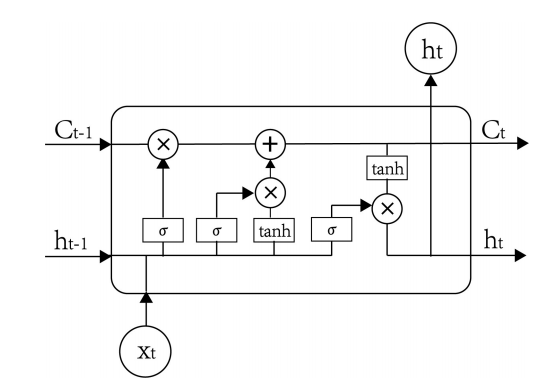 ht
Ct-1
×
+
Ct
tanh
×
×
σ
σ
tanh
σ
ht-1
ht
xt